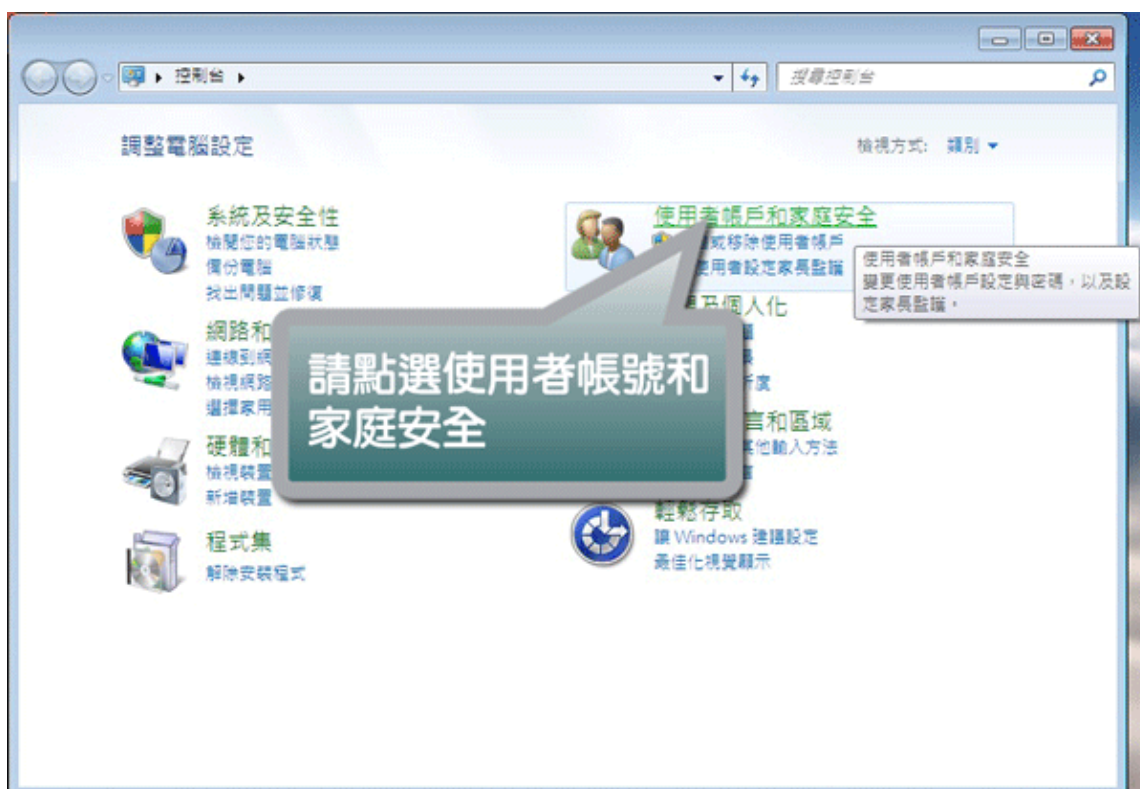 控制台
搜尋控制台
調整電腦設定
檢視方式: 類別
系統及安全性
檢閱您的電腦狀態
備份電腦
找出問題並修復
網路和
連線到網
檢視網路
選擇家用
硬體和
檢視裝置
新增裝置
程式集
解除安裝程式
使用者帳戶和家庭安全
或移除使用者帳戶
使用者設定家長監護
使用者帳戶和家庭安全
變更使用者帳戶設定與密碼,以及設
定家長監護。
及個人化
言和區域
其他輸入方法
輕鬆存取
讓 Windows 建議設定
最佳化視覺顯示
請點選使用者帳號和
家庭安全